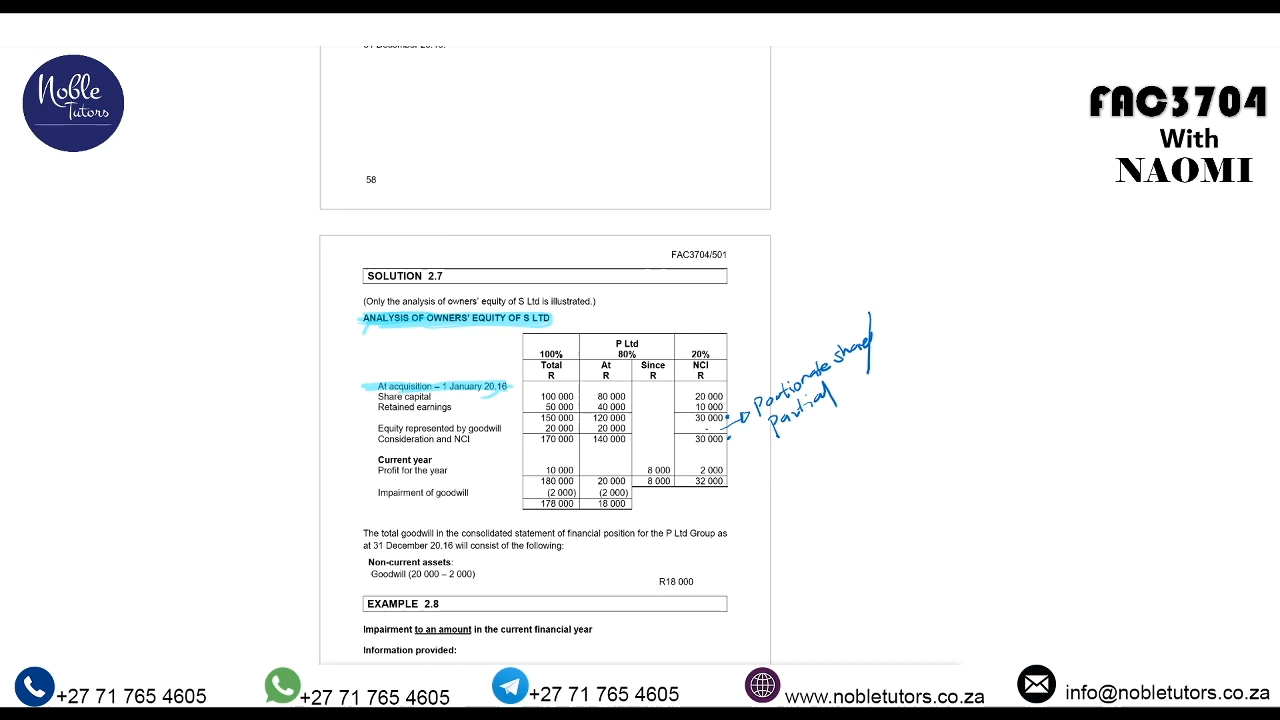 Noble
Tutors
FAC3704
With
NAOMI
58
FAC3704/501
SOLUTION 2.7
(Only the analysis of owners' equity of S Ltd is illustrated.)
ANALYSIS OF OWNERS' EQUITY OF S LTD
P Ltd
100% 80% 20%
Total At Since NCI
R R R R
At acquisition – 1 January 20.16
Share capital 100 000 80 000 20 000
Retained earnings 50 000 40 000 10 000
150 000 120 000 30 000
Equity represented by goodwill 20 000 20 000 -
Consideration and NCI 170 000 140 000 30 000
Portionate share
Partial
Current year
Profit for the year 10 000 8 000 2 000
180 000 20 000 8 000 32 000
Impairment of goodwill (2 000) (2 000)
178 000 18 000
The total goodwill in the consolidated statement of financial position for the P Ltd Group as
at 31 December 20.16 will consist of the following:
Non-current assets:
Goodwill (20 000 – 2 000)
R18 000
EXAMPLE 2.8
Impairment to an amount in the current financial year
Information provided:
+27 71 765 4605 +27 71 765 4605 +27 71 765 4605 www.nobletutors.co.za info@nobletutors.co.za